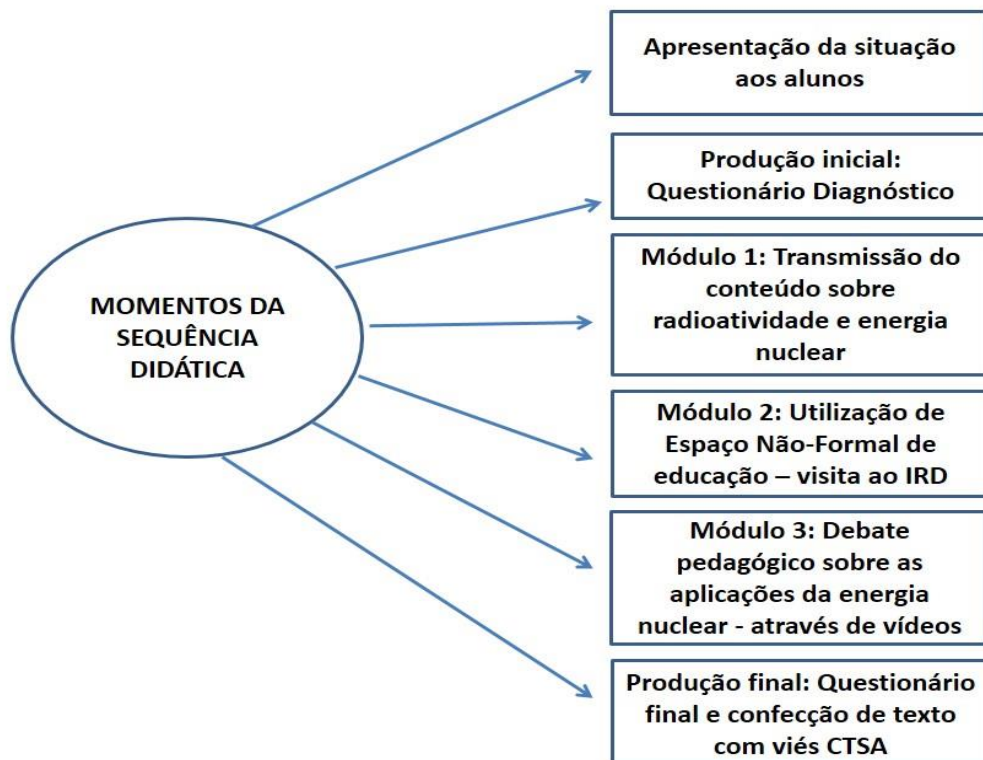 MOMENTOS DA
SEQUÊNCIA
DIDÁTICA
Apresentação da situação
aos alunos
Produção inicial:
Questionário Diagnóstico
Módulo 1: Transmissão do
conteúdo sobre
radioatividade e energia
nuclear
Módulo 2: Utilização de
Espaço Não-Formal de
educação – visita ao IRD
Módulo 3: Debate
pedagógico sobre as
aplicações da energia
nuclear - através de vídeos
Produção final: Questionário
final e confecção de texto
com viés CTSA